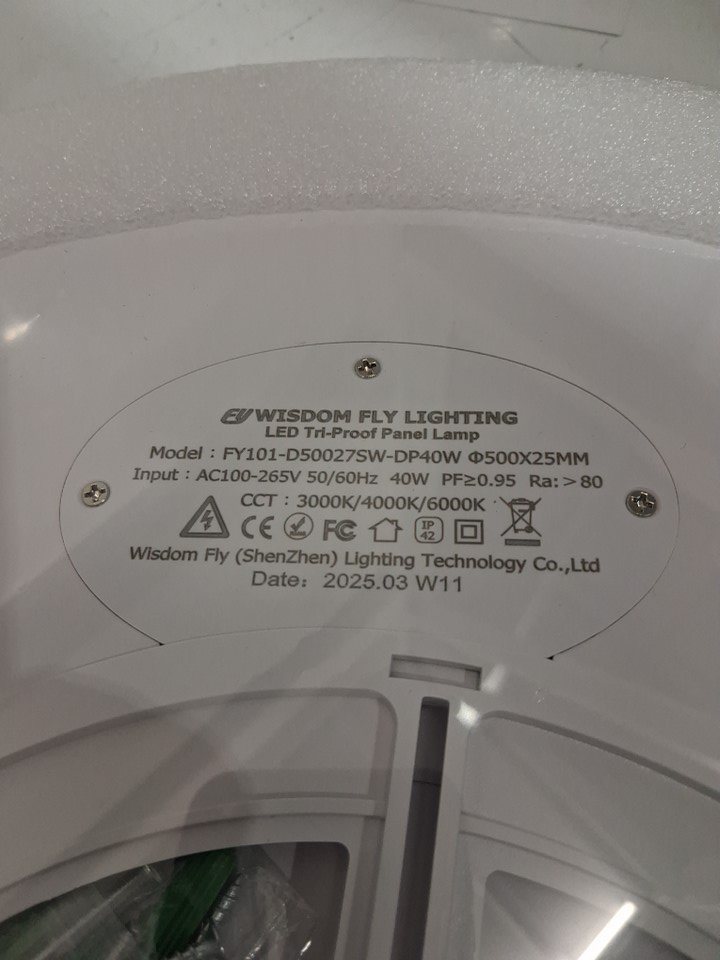 WISDOM FLY LIGHTING
LED Tri-Proof Panel Lamp
Model : FY101-D50027SW-DP40W Φ500X25MM
Input : AC100-265V 50/60Hz 40W PF≥0.95 Ra:>80
CCT : 3000K/4000K/6000K
CE FC IP 42
Wisdom Fly (ShenZhen) Lighting Technology Co.,Ltd
Date: 2025.03 W11